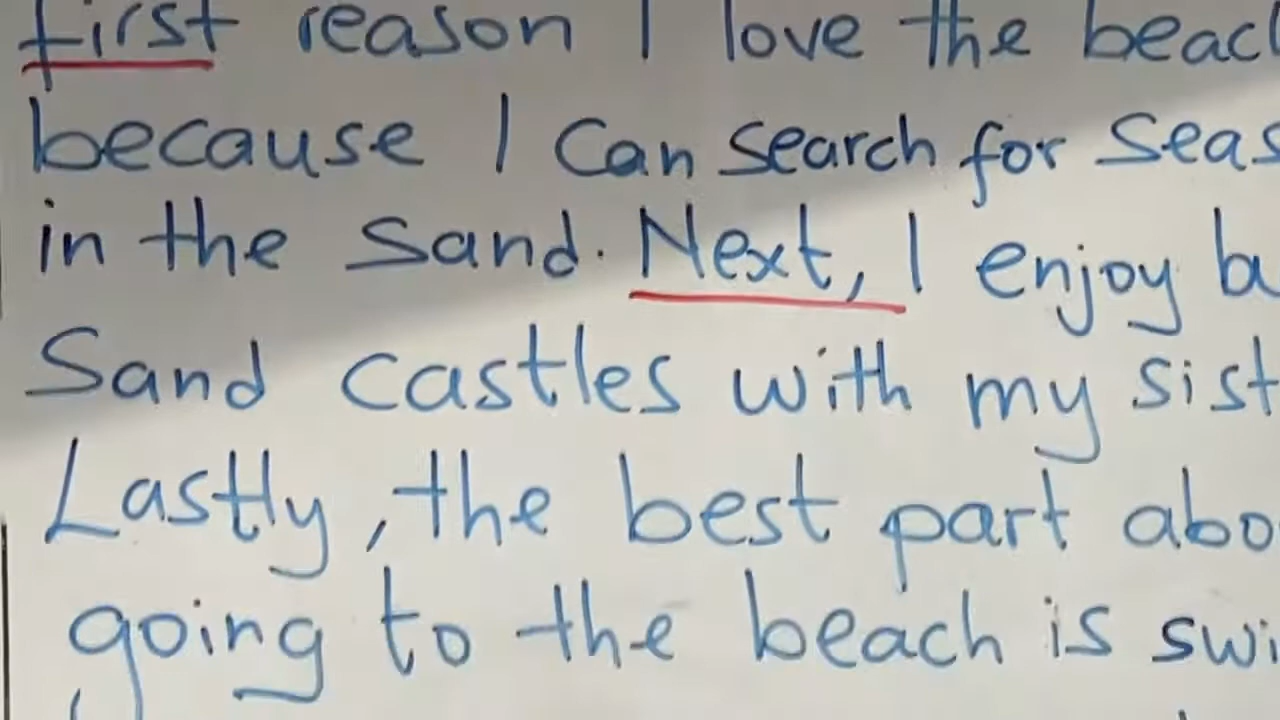 first reason I love the beac
because I can search for seas
in the sand. Next, I enjoy bu
Sand castles with my sist
Lastly, the best part abo
going to the beach is swi